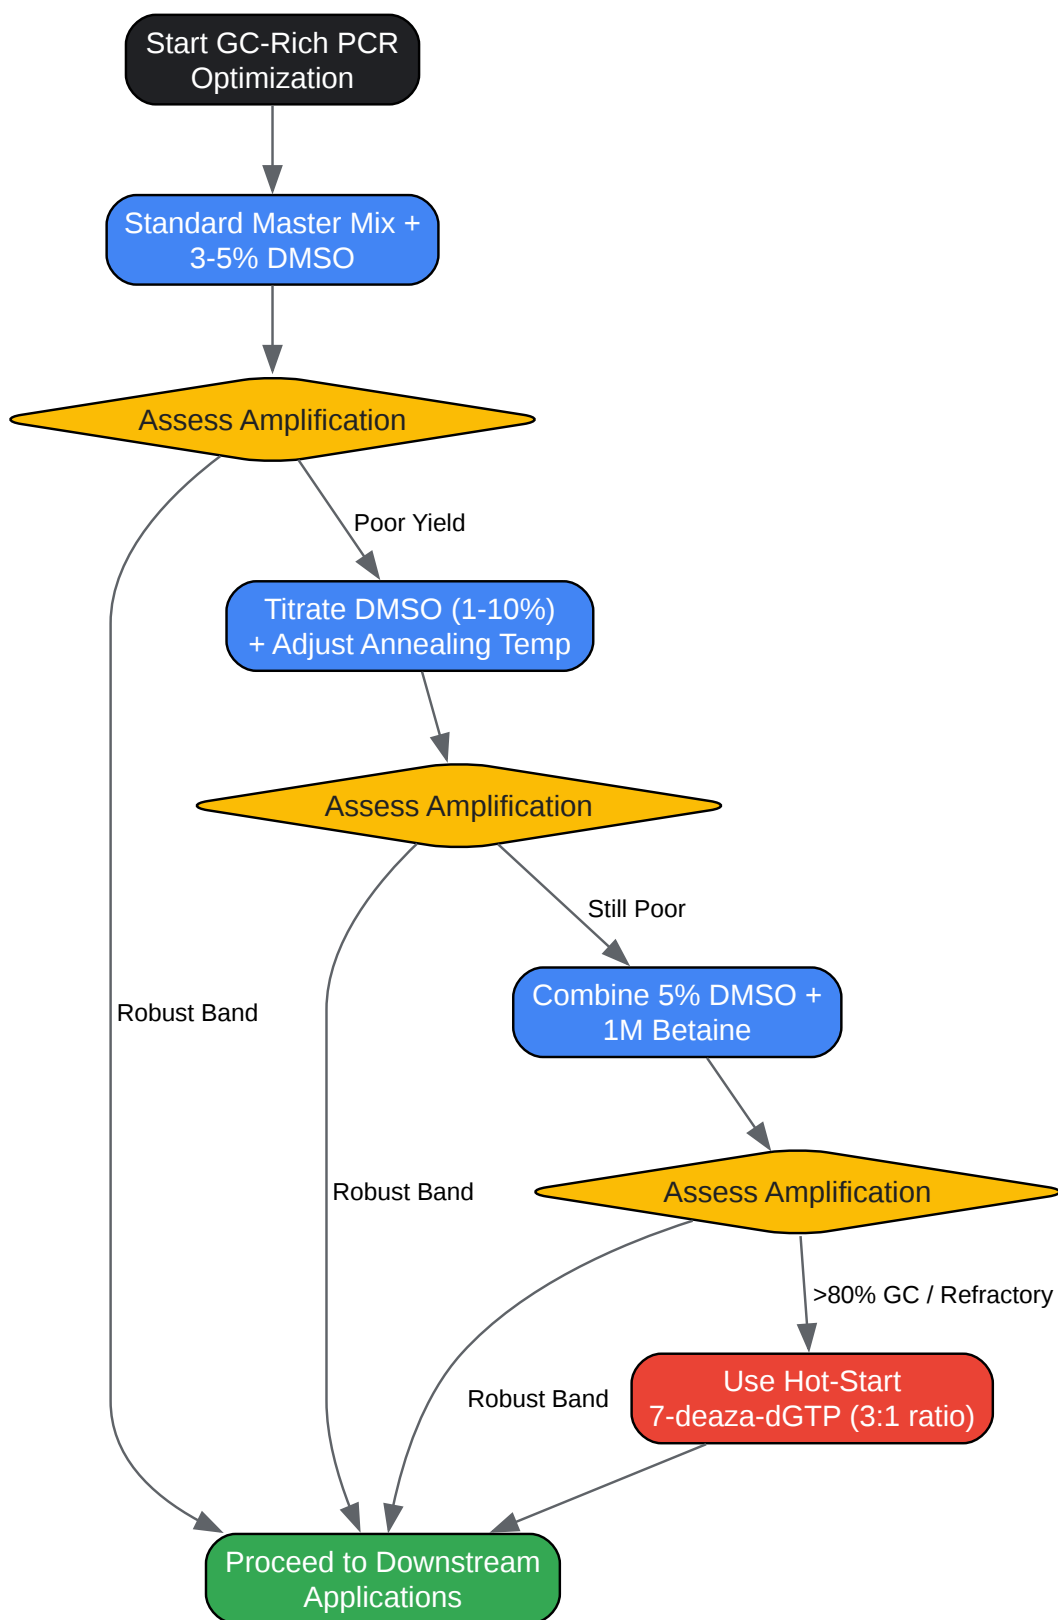 Start GC-Rich PCR
Optimization
Standard Master Mix +
3-5% DMSO
Assess Amplification
Poor Yield
Titrate DMSO (1-10%)
+ Adjust Annealing Temp
Assess Amplification
Still Poor
Combine 5% DMSO +
1M Betaine
Robust Band
Assess Amplification
Robust Band
>80% GC / Refractory
Use Hot-Start
7-deaza-dGTP (3:1 ratio)
Robust Band
Proceed to Downstream
Applications